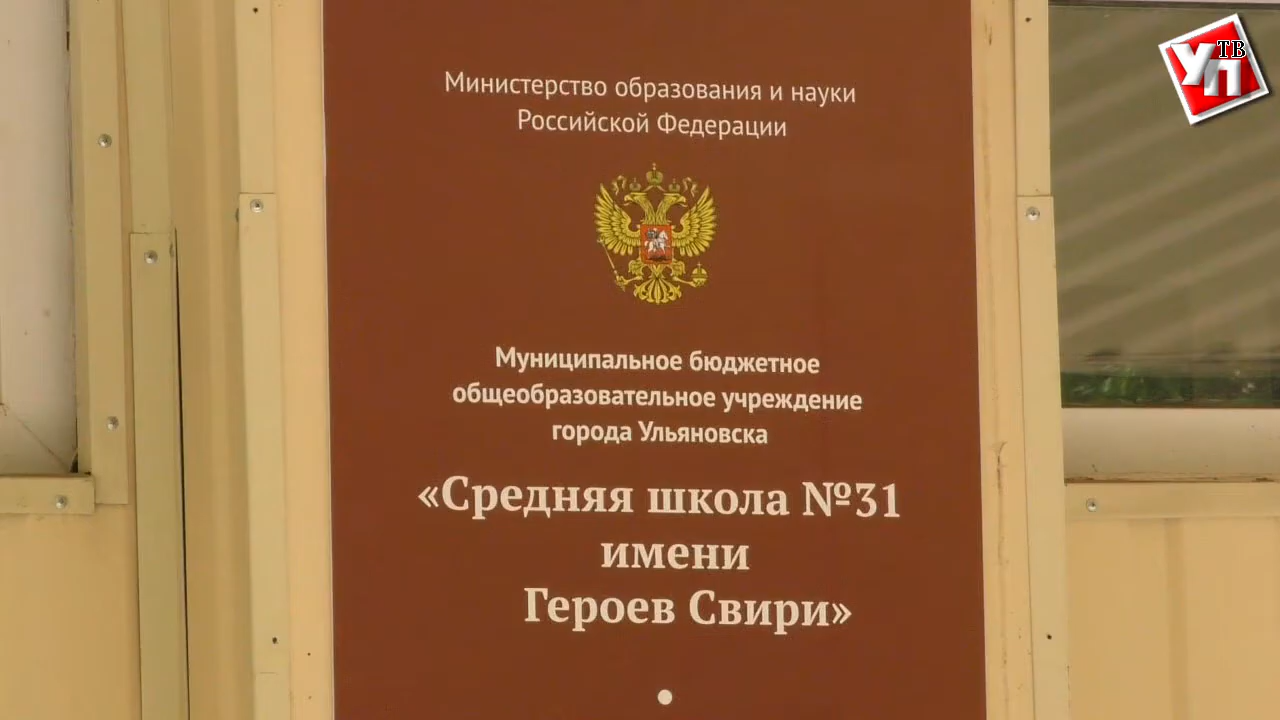 Министерство образования и науки
Российской Федерации
Муниципальное бюджетное
общеобразовательное учреждение
города Ульяновска
«Средняя школа №31
имени
Героев Свири»
УП ТВ